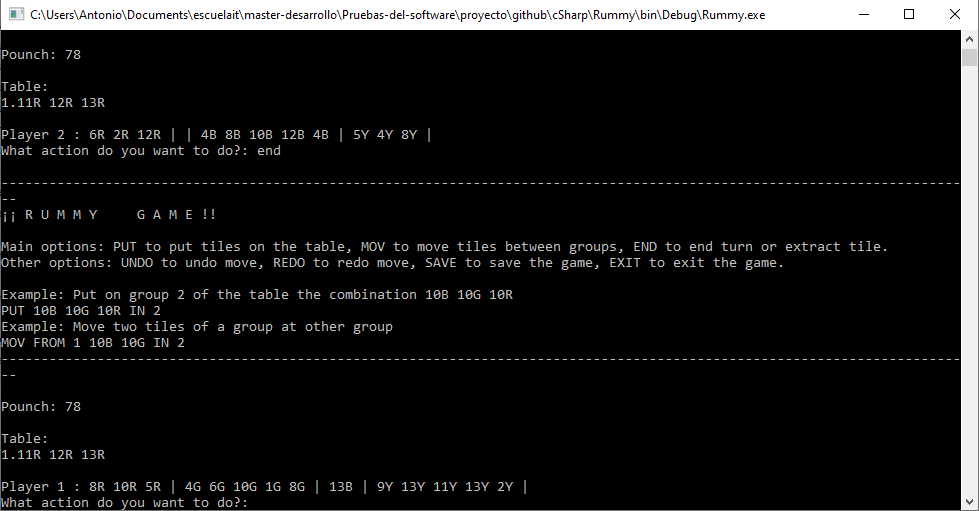 C:\Users\Antonio\Documents\escuelait\master-desarrollo\Pruebas-del-software\proyecto\github\cSharp\Rummy\bin\Debug\Rummy.exe
Pounch: 78
Table:
1.11R 12R 13R
Player 2 : 6R 2R 12R | | 4B 8B 10B 12B 4B | 5Y 4Y 8Y |
What action do you want to do?: end
------------------------------------------------------------------------------------------------------------------------
--
¡¡ R U M M Y     G A M E !!
Main options: PUT to put tiles on the table, MOV to move tiles between groups, END to end turn or extract tile.
Other options: UNDO to undo move, REDO to redo move, SAVE to save the game, EXIT to exit the game.
Example: Put on group 2 of the table the combination 10B 10G 10R
PUT 10B 10G 10R IN 2
Example: Move two tiles of a group at other group
MOV FROM 1 10B 10G IN 2
------------------------------------------------------------------------------------------------------------------------
--
Pounch: 78
Table:
1.11R 12R 13R
Player 1 : 8R 10R 5R | 4G 6G 10G 1G 8G | 13B | 9Y 13Y 11Y 13Y 2Y |
What action do you want to do?: